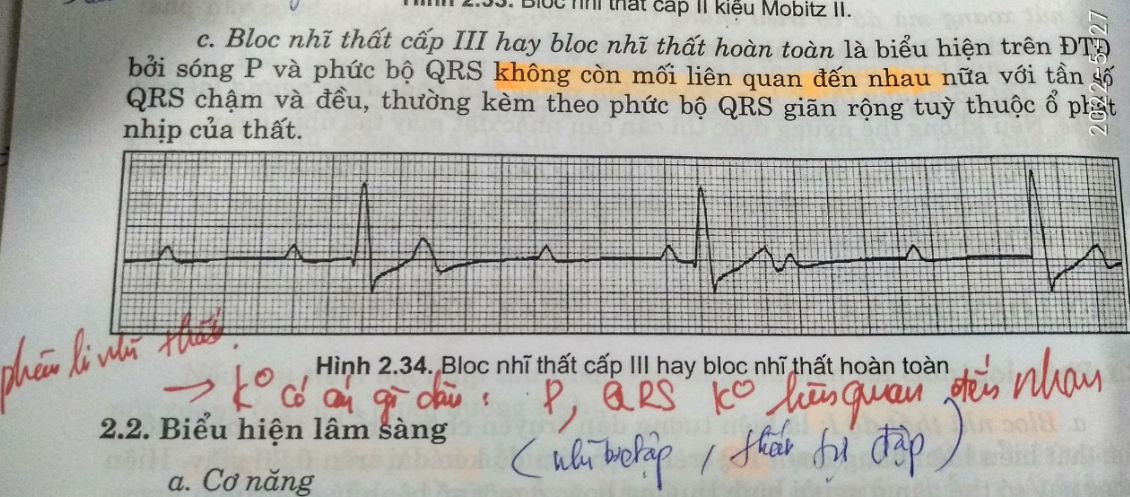 Hình 2.33. Bloc nhĩ thất cấp II kiểu Mobitz II.
c. Bloc nhĩ thất cấp III hay bloc nhĩ thất hoàn toàn là biểu hiện trên ĐTĐ
bởi sóng P và phức bộ QRS không còn mối liên quan đến nhau nữa với tần số
QRS chậm và đều, thường kèm theo phức bộ QRS giãn rộng tuỳ thuộc ổ phát
nhịp của thất.
phân li nhĩ thất.
Hình 2.34. Bloc nhĩ thất cấp III hay bloc nhĩ thất hoàn toàn
→ K° có cái gì dẫn : P, QRS K° liên quan đến nhau
2.2. Biểu hiện lâm sàng
(nhĩ đập, thất tự đập)
a. Cơ năng